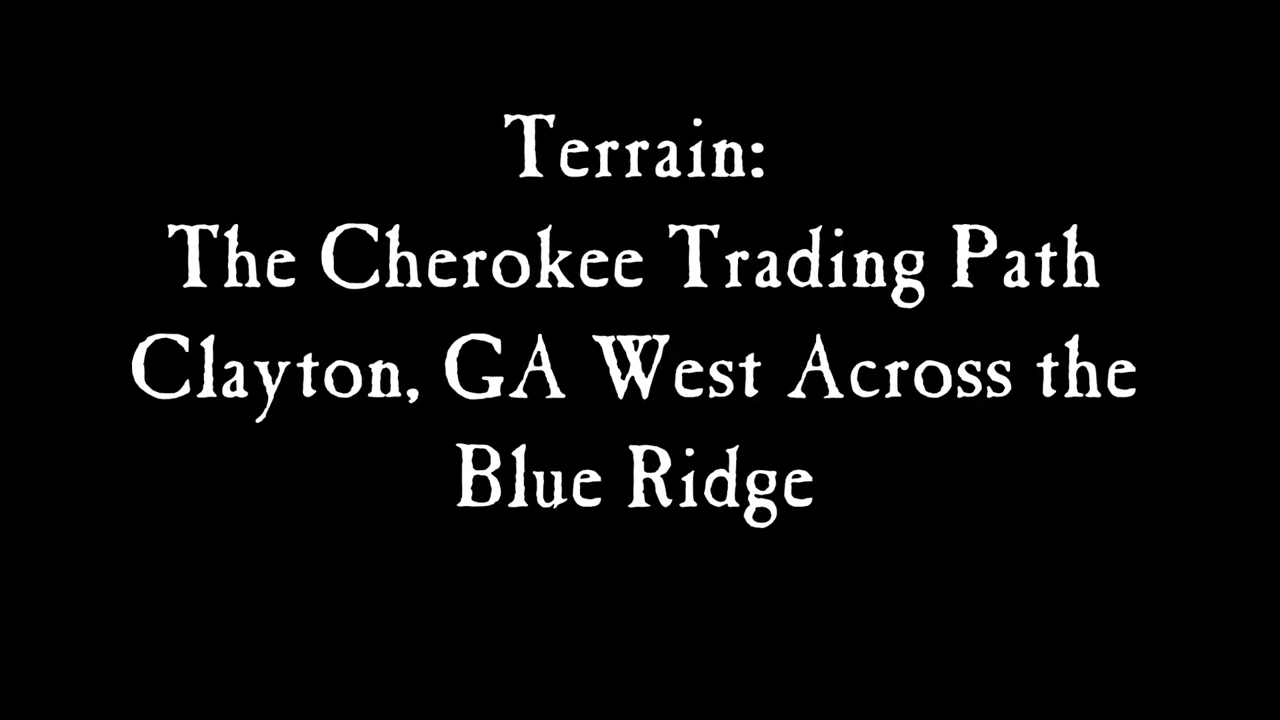 Terrain:
The Cherokee Trading Path
Clayton, GA West Across the
Blue Ridge